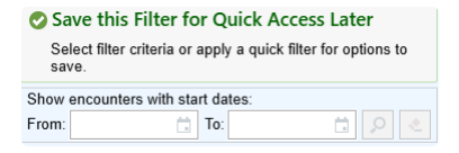 Save this Filter for Quick Access Later
Select filter criteria or apply a quick filter for options to
save.
Show encounters with start dates:
From: To: